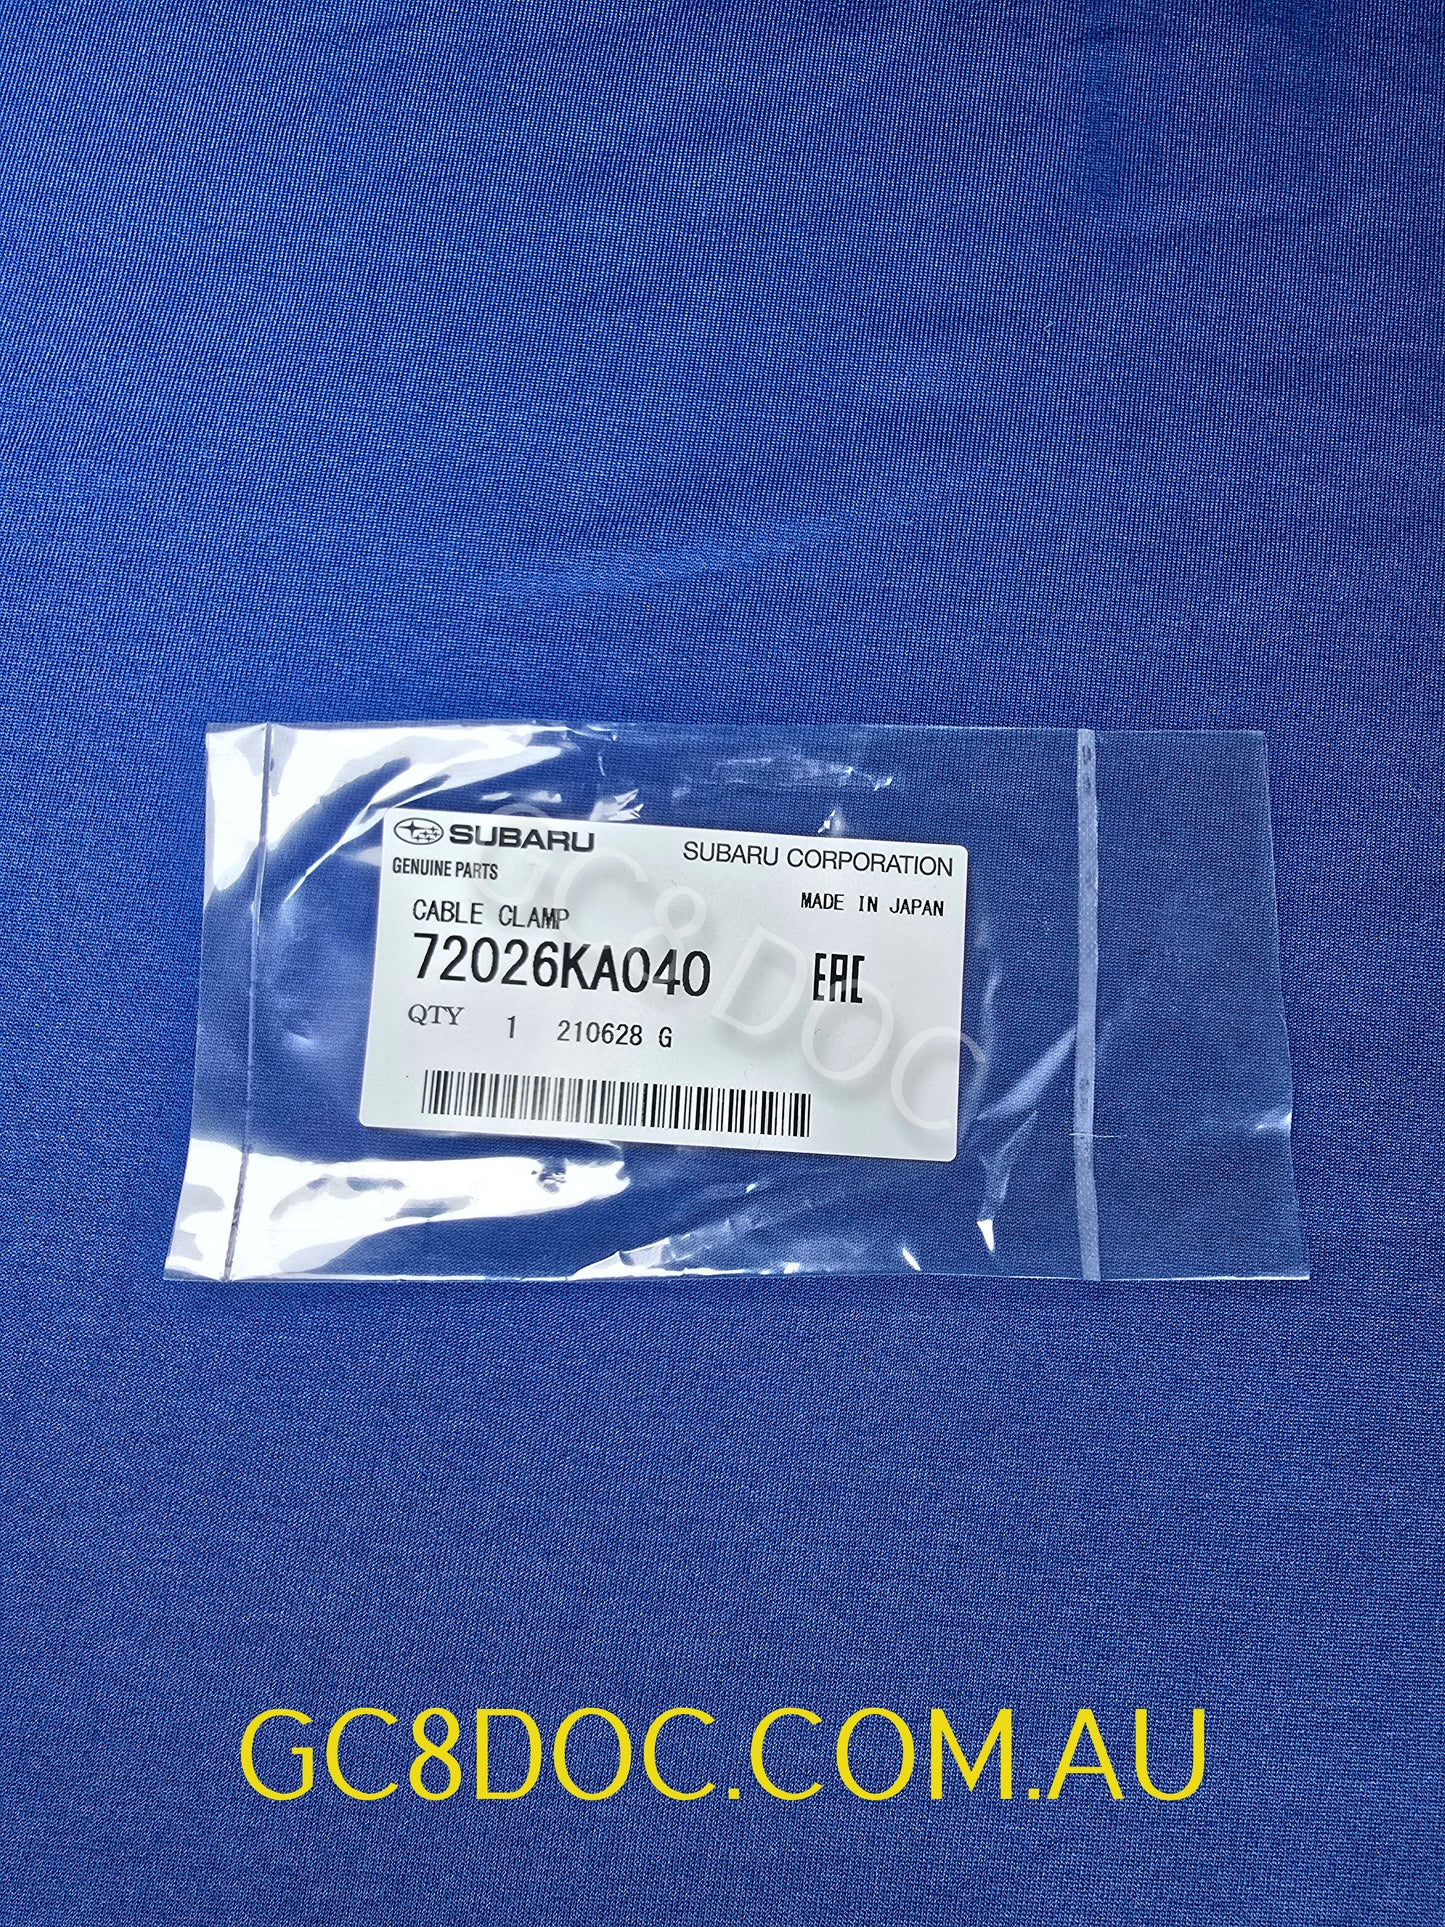 SUBARU
SUBARU CORPORATION
GENUINE PARTS
MADE IN JAPAN
CABLE CLAMP
72026KA040
EAC
QTY 1 210628 G
GC8DOC
GC8DOC.COM.AU